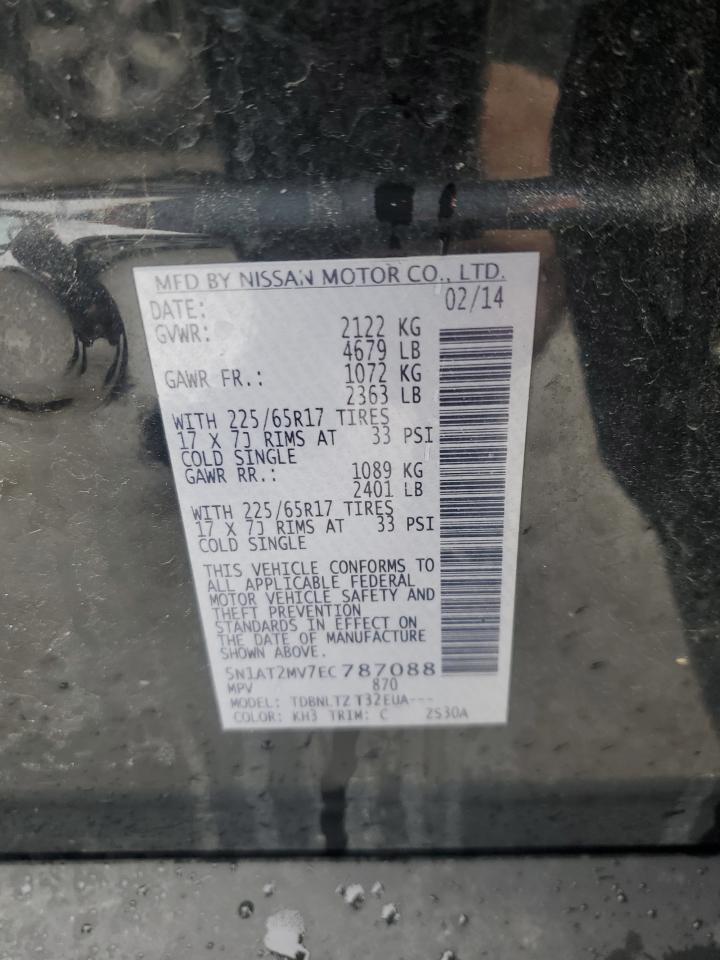 MFD BY NISSAN MOTOR CO., LTD.
DATE: 02/14
GVWR: 2122 KG
4679 LB
GAWR FR.: 1072 KG
2363 LB
WITH 225/65R17 TIRES
17 X 7J RIMS AT 33 PSI
COLD SINGLE
GAWR RR.: 1089 KG
2401 LB
WITH 225/65R17 TIRES
17 X 7J RIMS AT 33 PSI
COLD SINGLE
THIS VEHICLE CONFORMS TO
ALL APPLICABLE FEDERAL
MOTOR VEHICLE SAFETY AND
THEFT PREVENTION
STANDARDS IN EFFECT ON
THE DATE OF MANUFACTURE
SHOWN ABOVE.
5N1AT2MV7EC787088
MPV 870
MODEL: TDBNLTZ T32EUA---
COLOR: KH3 TRIM: C 2S30A